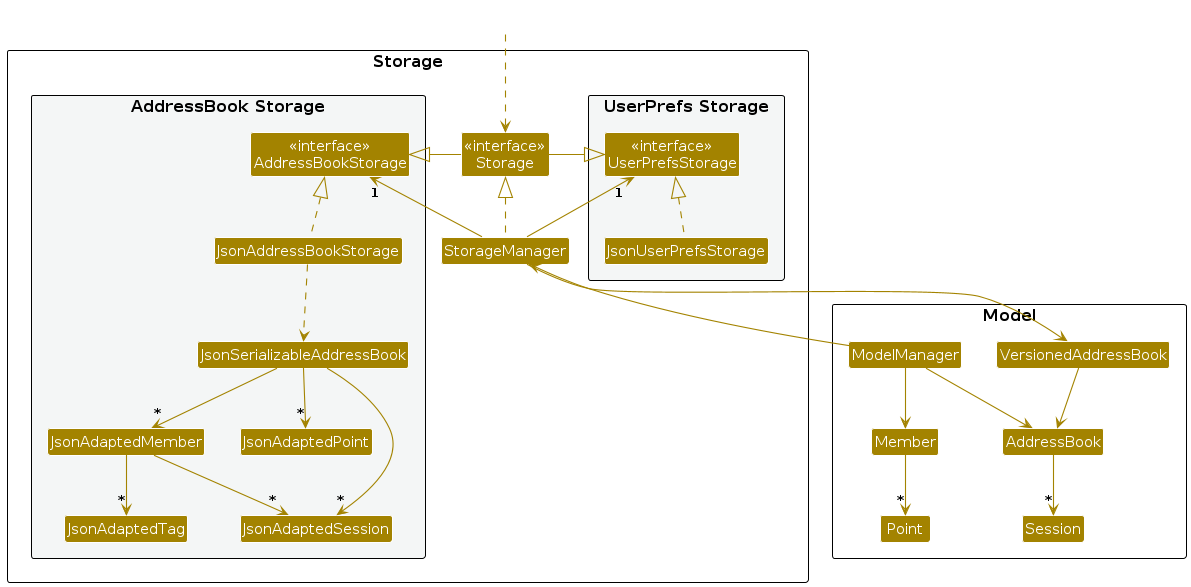 Storage
AddressBook Storage
UserPrefs Storage
«interface»
AddressBookStorage
«interface»
Storage
«interface»
UserPrefsStorage
1
1
JsonAddressBookStorage
StorageManager
JsonUserPrefsStorage
Model
JsonSerializableAddressBook
ModelManager
VersionedAddressBook
*
*
JsonAdaptedMember
JsonAdaptedPoint
Member
AddressBook
*
*
*
*
*
JsonAdaptedTag
JsonAdaptedSession
Point
Session